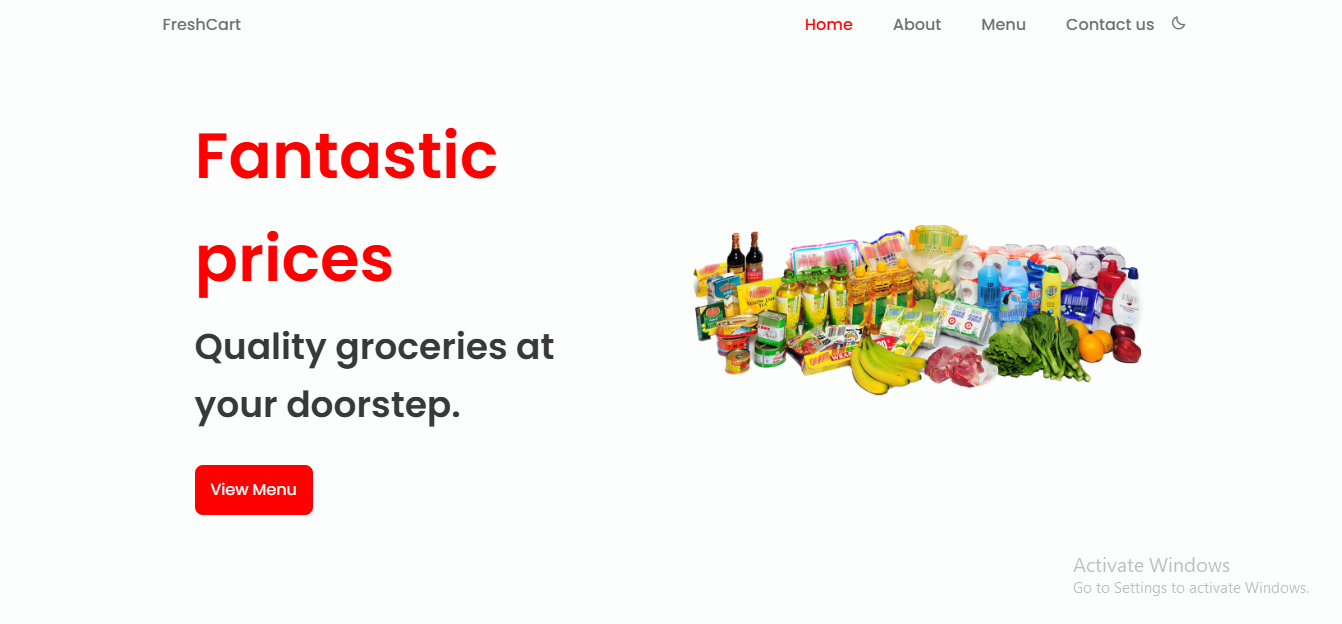 FreshCart
Home
About
Menu
Contact us
Fantastic
prices
Quality groceries at
your doorstep.
View Menu
Activate Windows
Go to Settings to activate Windows.